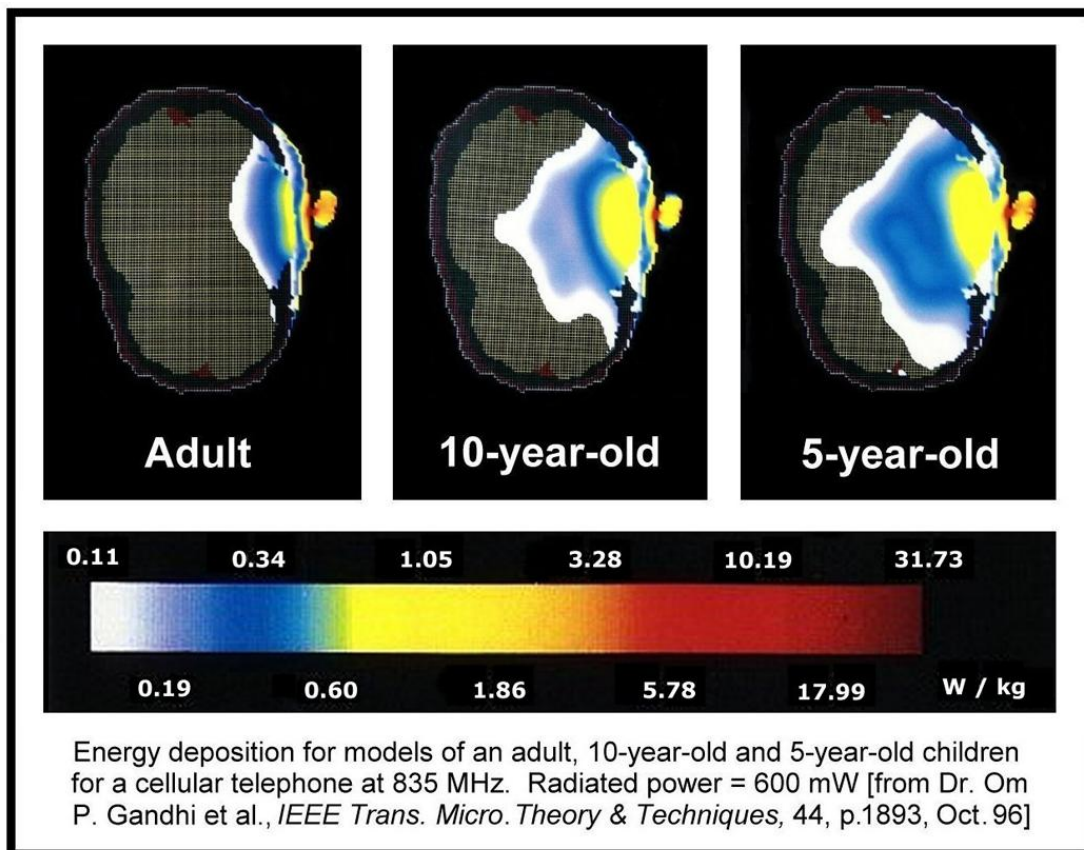 Adult
10-year-old
5-year-old
0.11 0.34 1.05 3.28 10.19 31.73
0.19 0.60 1.86 5.78 17.99 W / kg
Energy deposition for models of an adult, 10-year-old and 5-year-old children
for a cellular telephone at 835 MHz. Radiated power = 600 mW [from Dr. Om
P. Gandhi et al., IEEE Trans. Micro. Theory & Techniques, 44, p.1893, Oct. 96]